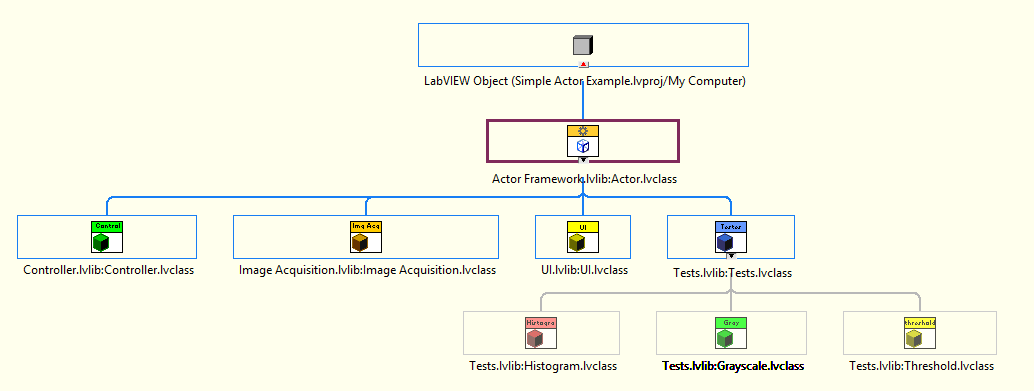 LabVIEW Object (Simple Actor Example.lvproj/My Computer)
Actor Framework.lvlib:Actor.lvclass
Control
Img Acq
UI
Tester
Controller.lvlib:Controller.lvclass
Image Acquisition.lvlib:Image Acquisition.lvclass
UI.lvlib:UI.lvclass
Tests.lvlib:Tests.lvclass
Histogra
Gray
threshold
Tests.lvlib:Histogram.lvclass
Tests.lvlib:Grayscale.lvclass
Tests.lvlib:Threshold.lvclass